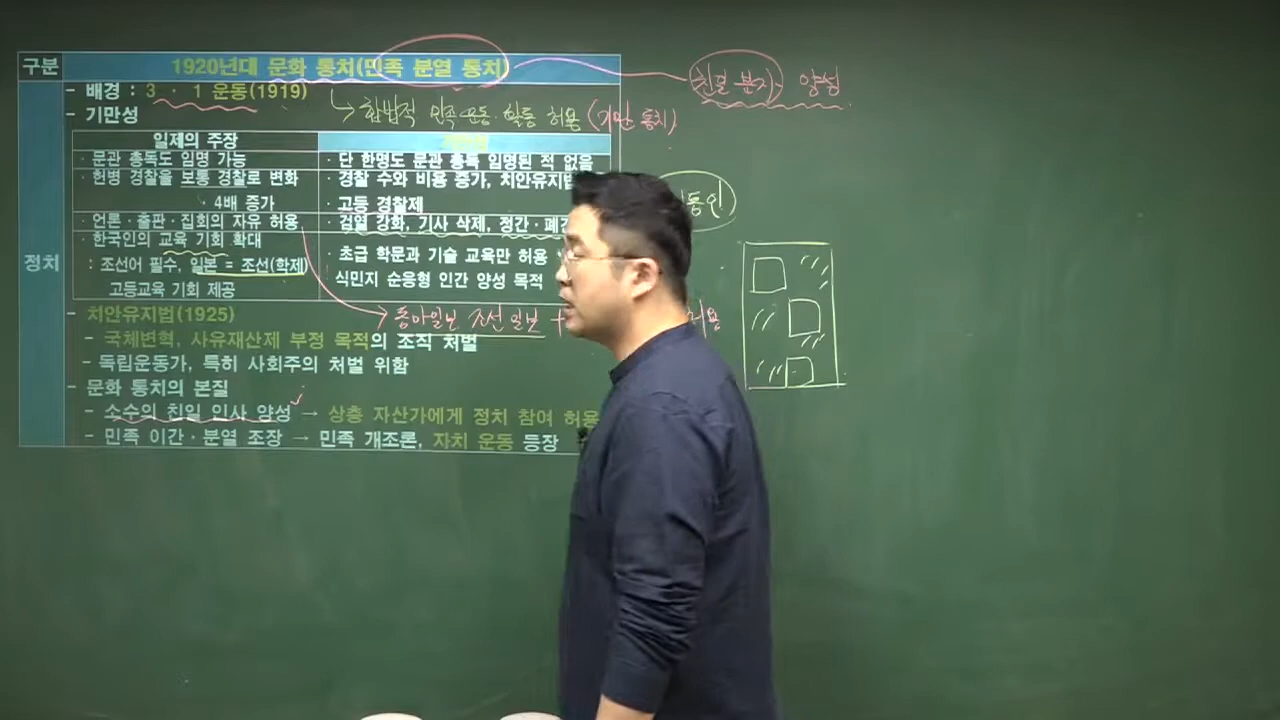 구분
1920년대 문화 통치(민족 분열 통치)
친일 분자 양성
정치
- 배경 : 3 · 1 운동(1919)
→ 합법적 민족 운동·활동 허용 (기만 통치)
- 기만성
일제의 주장
· 문관 총독도 임명 가능
· 단 한명도 문관 총독 임명된 적 없음
· 헌병 경찰을 보통 경찰로 변화
4배 증가
· 경찰 수와 비용 증가, 치안유지법
· 고등 경찰제
동인
· 언론·출판·집회의 자유 허용
· 검열 강화, 기사 삭제, 정간·폐간
· 한국인의 교육 기회 확대
: 조선어 필수, 일본 = 조선(학제)
고등교육 기회 제공
· 초급 학문과 기술 교육만 허용
식민지 순응형 인간 양성 목적
→ 동아일보 조선일보 + 허용
- 치안유지법(1925)
- 국체변혁, 사유재산제 부정 목적의 조직 처벌
- 독립운동가, 특히 사회주의 처벌 위함
- 문화 통치의 본질
- 소수의 친일 인사 양성 → 상층 자산가에게 정치 참여 허용
- 민족 이간·분열 조장 → 민족 개조론, 자치 운동 등장